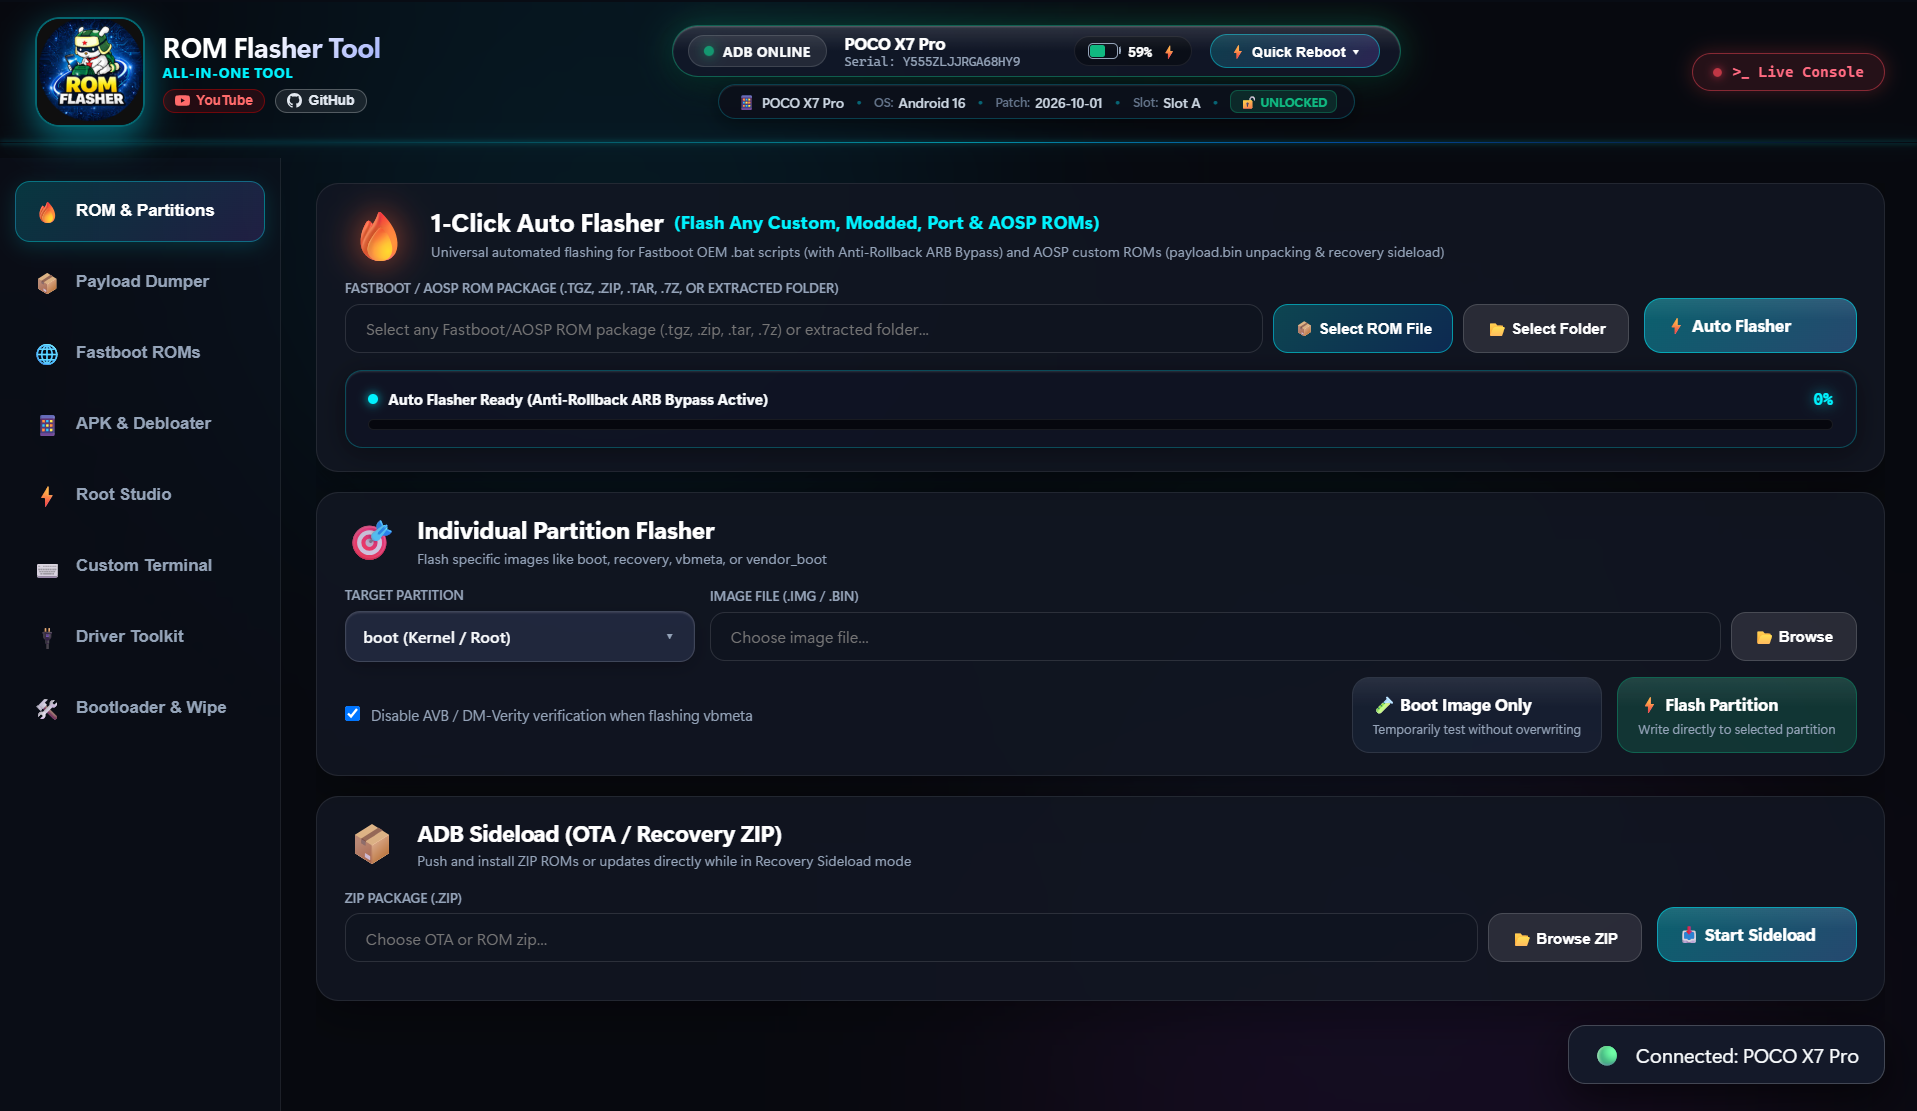 ROM FLASHER
ROM Flasher Tool
ALL-IN-ONE TOOL
YouTube
GitHub
ADB ONLINE
POCO X7 Pro
Serial: Y555ZLJJRGA68HY9
59%
Quick Reboot
POCO X7 Pro • OS: Android 16 • Patch: 2026-10-01 • Slot: Slot A • UNLOCKED
>_ Live Console
ROM & Partitions
Payload Dumper
Fastboot ROMs
APK & Debloater
Root Studio
Custom Terminal
Driver Toolkit
Bootloader & Wipe
1-Click Auto Flasher (Flash Any Custom, Modded, Port & AOSP ROMs)
Universal automated flashing for Fastboot OEM .bat scripts (with Anti-Rollback ARB Bypass) and AOSP custom ROMs (payload.bin unpacking & recovery sideload)
FASTBOOT / AOSP ROM PACKAGE (.TGZ, .ZIP, .TAR, .7Z, OR EXTRACTED FOLDER)
Select any Fastboot/AOSP ROM package (.tgz, .zip, .tar, .7z) or extracted folder...
Select ROM File
Select Folder
Auto Flasher
Auto Flasher Ready (Anti-Rollback ARB Bypass Active)
0%
Individual Partition Flasher
Flash specific images like boot, recovery, vbmeta, or vendor_boot
TARGET PARTITION
IMAGE FILE (.IMG / .BIN)
boot (Kernel / Root)
Choose image file...
Browse
Disable AVB / DM-Verity verification when flashing vbmeta
Boot Image Only
Temporarily test without overwriting
Flash Partition
Write directly to selected partition
ADB Sideload (OTA / Recovery ZIP)
Push and install ZIP ROMs or updates directly while in Recovery Sideload mode
ZIP PACKAGE (.ZIP)
Choose OTA or ROM zip...
Browse ZIP
Start Sideload
Connected: POCO X7 Pro